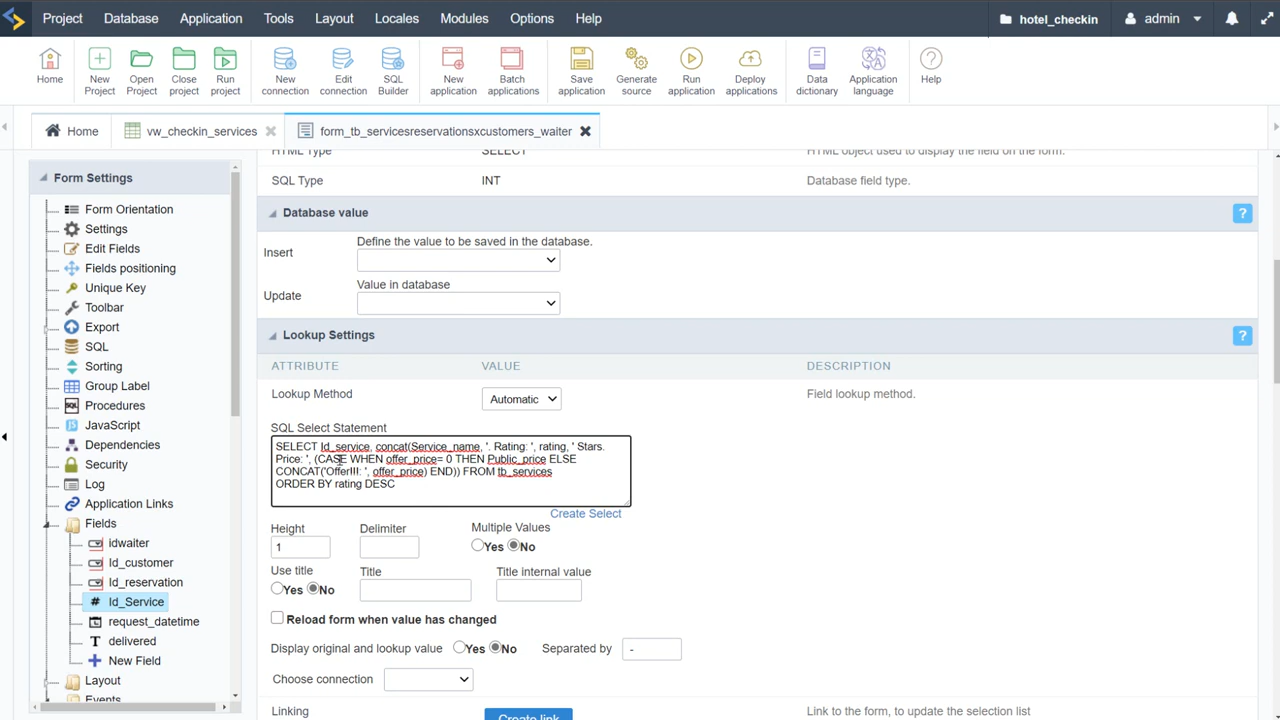 Project
Database
Application
Tools
Layout
Locales
Modules
Options
Help
hotel_checkin
admin
Home
New Project
Open Project
Close project
Run project
New connection
Edit connection
SQL Builder
New application
Batch applications
Save application
Generate source
Run application
Deploy applications
Data dictionary
Application language
Help
Home
vw_checkin_services
form_tb_servicesreservationsxcustomers_waiter
Form Settings
Form Orientation
Settings
Edit Fields
Fields positioning
Unique Key
Toolbar
Export
SQL
Sorting
Group Label
Procedures
JavaScript
Dependencies
Security
Log
Application Links
Fields
idwaiter
Id_customer
Id_reservation
Id_Service
request_datetime
delivered
New Field
Layout
Events
HTML Type SELECT HTML object used to display the field on the form.
SQL Type INT Database field type.
Database value ?
Insert
Define the value to be saved in the database.
Update
Value in database
Lookup Settings ?
ATTRIBUTE VALUE DESCRIPTION
Lookup Method Automatic Field lookup method.
SQL Select Statement
SELECT Id_service, concat(Service_name, '. Rating: ', rating, ' Stars.
Price: ', (CASE WHEN offer_price= 0 THEN Public_price ELSE
CONCAT('Offer!!!: ', offer_price) END)) FROM tb_services
ORDER BY rating DESC
Create Select
Height Delimiter Multiple Values
1 Yes No
Use title Title Title internal value
Yes No
Reload form when value has changed
Display original and lookup value Yes No Separated by -
Choose connection
Linking Create link Link to the form, to update the selection list